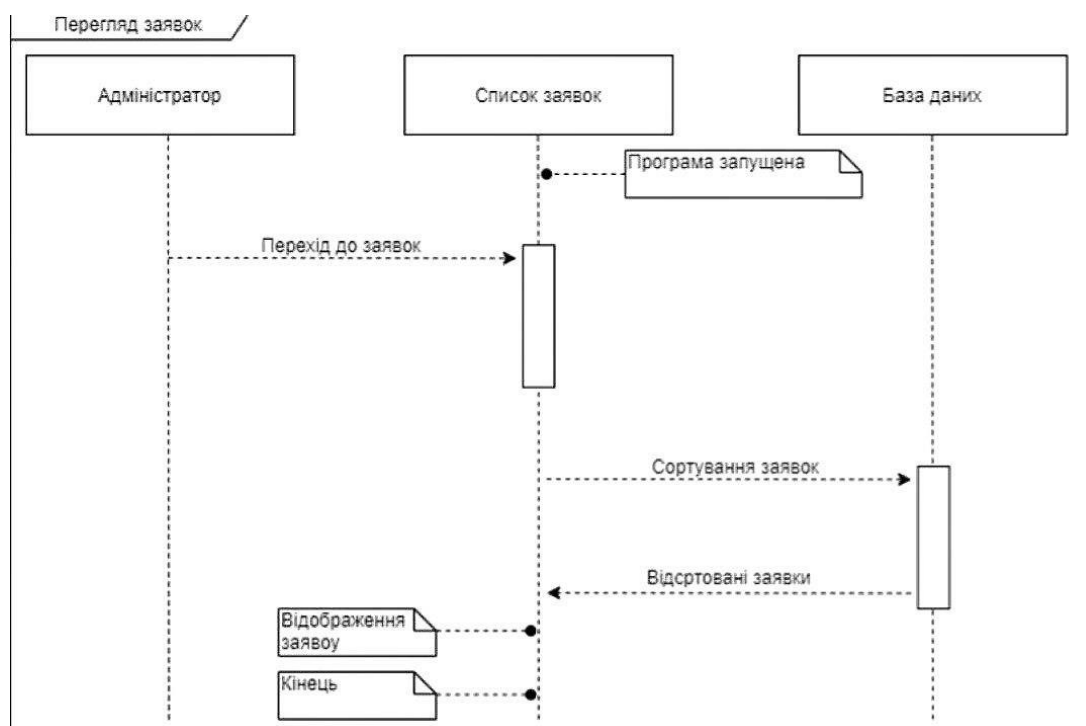 Перегляд заявок
Адміністратор
Список заявок
База даних
Програма запущена
Перехід до заявок
Сортування заявок
Відсртовані заявки
Відображення
заявоу
Кінець